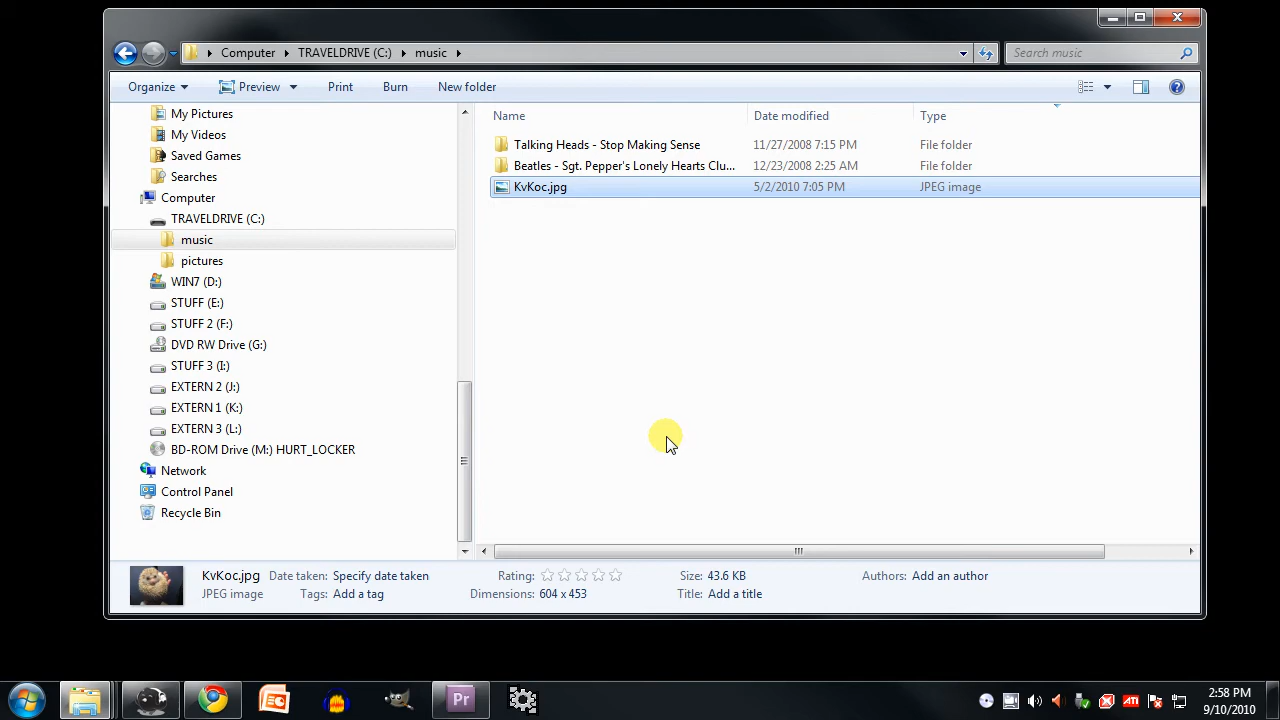 Computer TRAVELDRIVE (C:) music
Search music
Organize Preview Print Burn New folder
My Pictures
My Videos
Saved Games
Searches
Computer
TRAVELDRIVE (C:)
music
pictures
WIN7 (D:)
STUFF (E:)
STUFF 2 (F:)
DVD RW Drive (G:)
STUFF 3 (I:)
EXTERN 2 (J:)
EXTERN 1 (K:)
EXTERN 3 (L:)
BD-ROM Drive (M:) HURT_LOCKER
Network
Control Panel
Recycle Bin
Name Date modified Type
Talking Heads - Stop Making Sense 11/27/2008 7:15 PM File folder
Beatles - Sgt. Pepper's Lonely Hearts Clu... 12/23/2008 2:25 AM File folder
KvKoc.jpg 5/2/2010 7:05 PM JPEG image
KvKoc.jpg Date taken: Specify date taken Rating: Size: 43.6 KB Authors: Add an author
JPEG image Tags: Add a tag Dimensions: 604 x 453 Title: Add a title
Pr
ATI
2:58 PM
9/10/2010